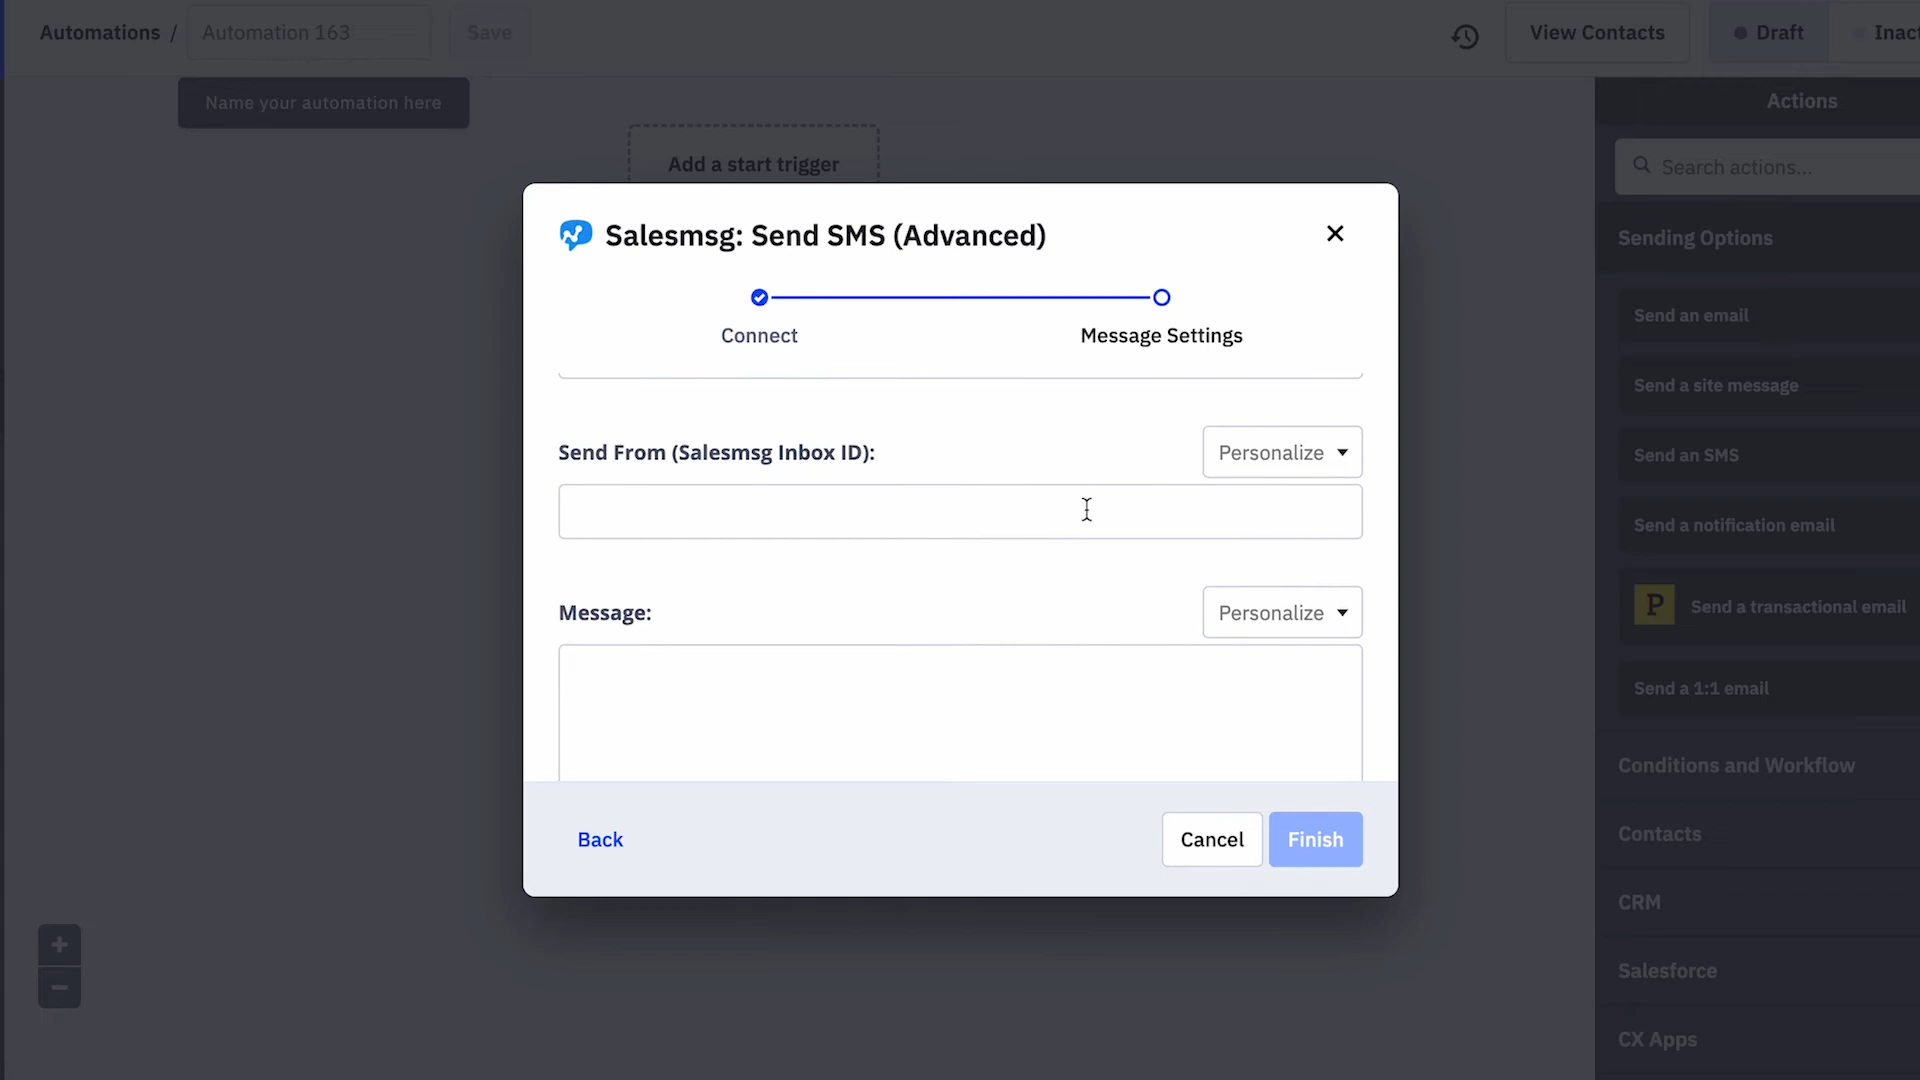 Automations / Automation 163 Save View Contacts Draft Inact
Name your automation here
Add a start trigger
Actions
Search actions...
Sending Options
Send an email
Send a site message
Send an SMS
Send a notification email
P Send a transactional email
Send a 1:1 email
Conditions and Workflow
Contacts
CRM
Salesforce
CX Apps
Salesmsg: Send SMS (Advanced)
Connect Message Settings
Send From (Salesmsg Inbox ID): Personalize
Message: Personalize
Back Cancel Finish